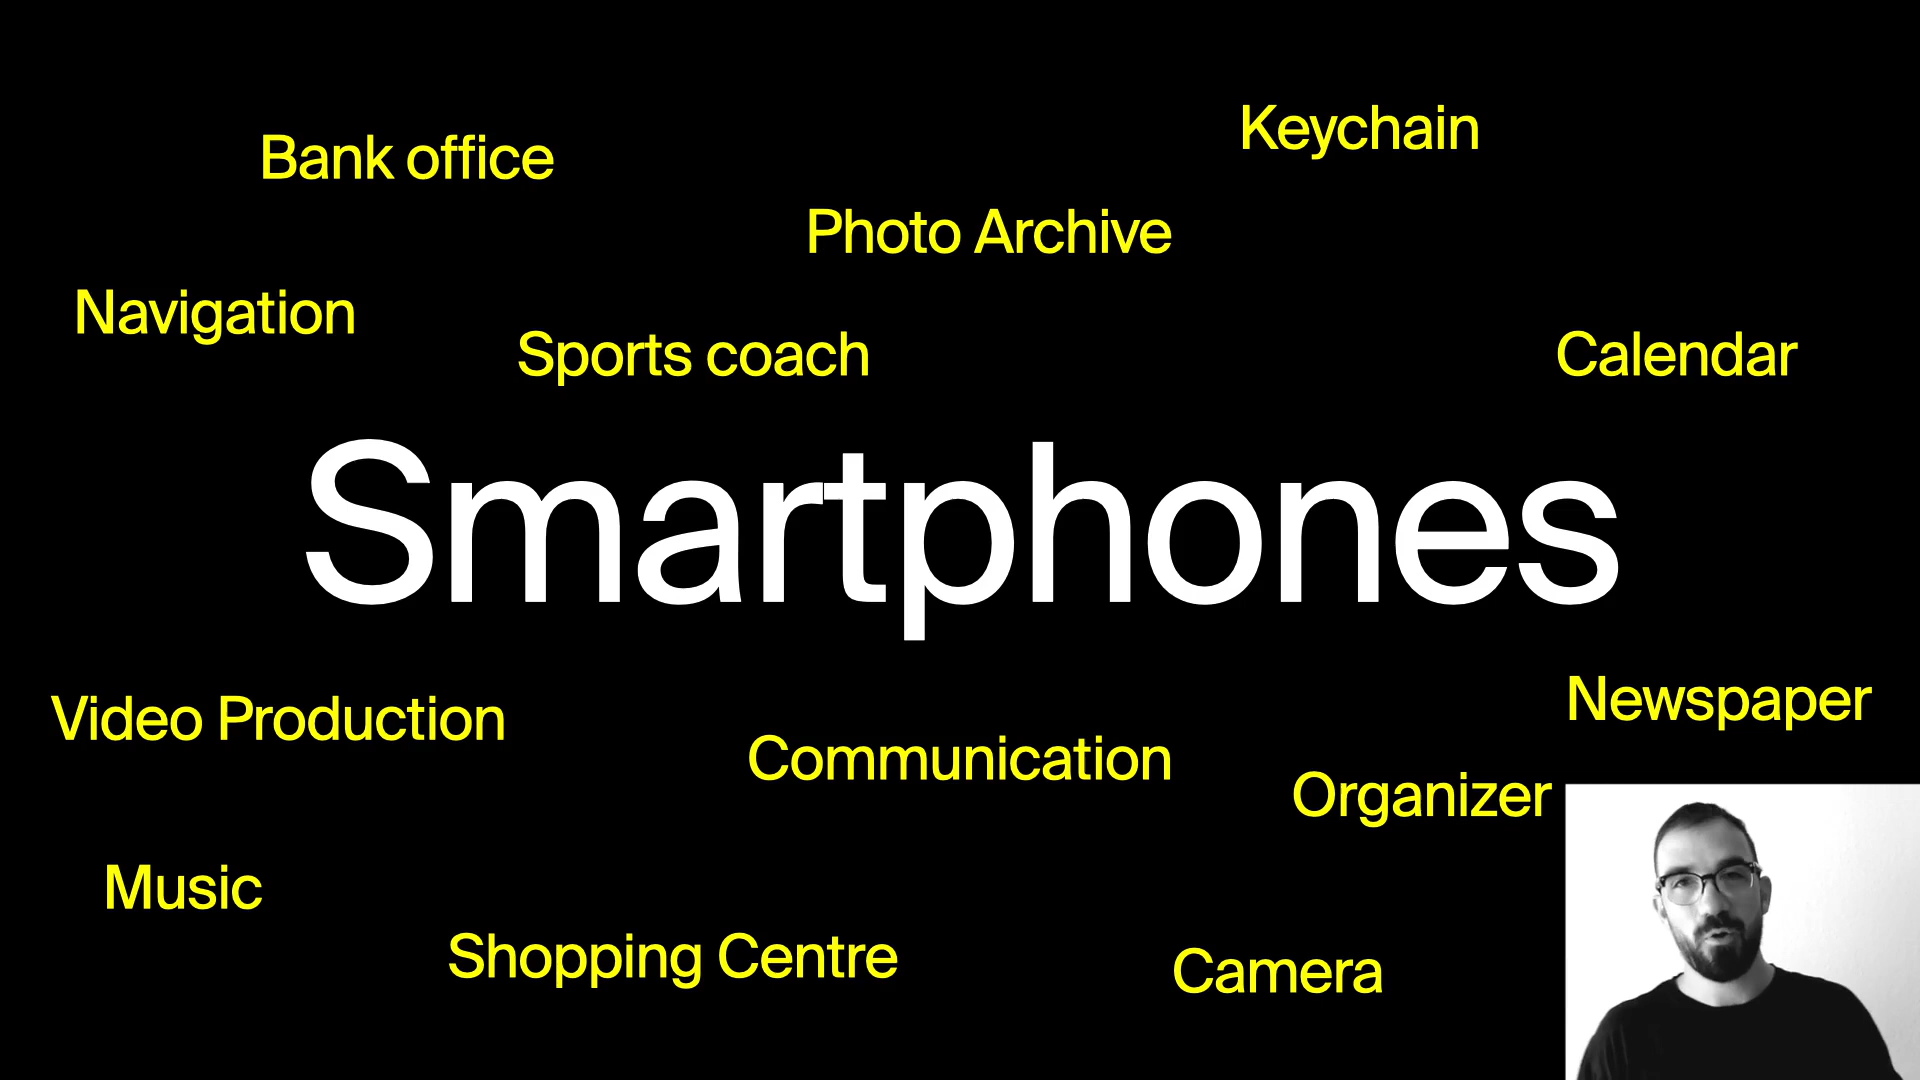 Keychain
Bank office
Photo Archive
Navigation
Sports coach
Calendar
Smartphones
Newspaper
Video Production
Communication
Organizer
Music
Shopping Centre
Camera